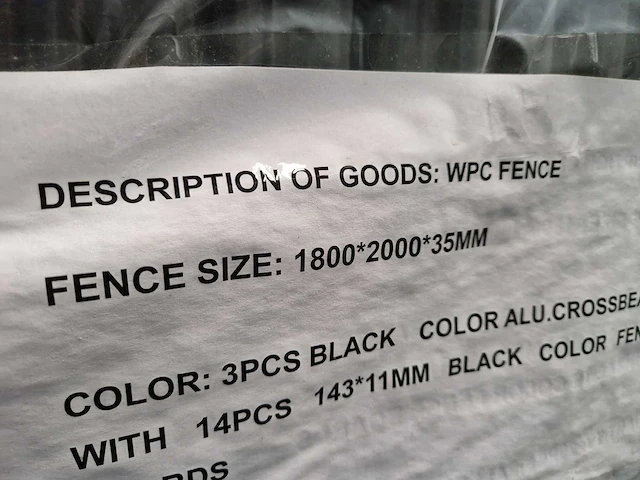 DESCRIPTION OF GOODS: WPC FENCE
FENCE SIZE: 1800*2000*35MM
COLOR: 3PCS BLACK COLOR ALU.CROSSBEA
WITH 14PCS 143*11MM BLACK COLOR FEN
RDS